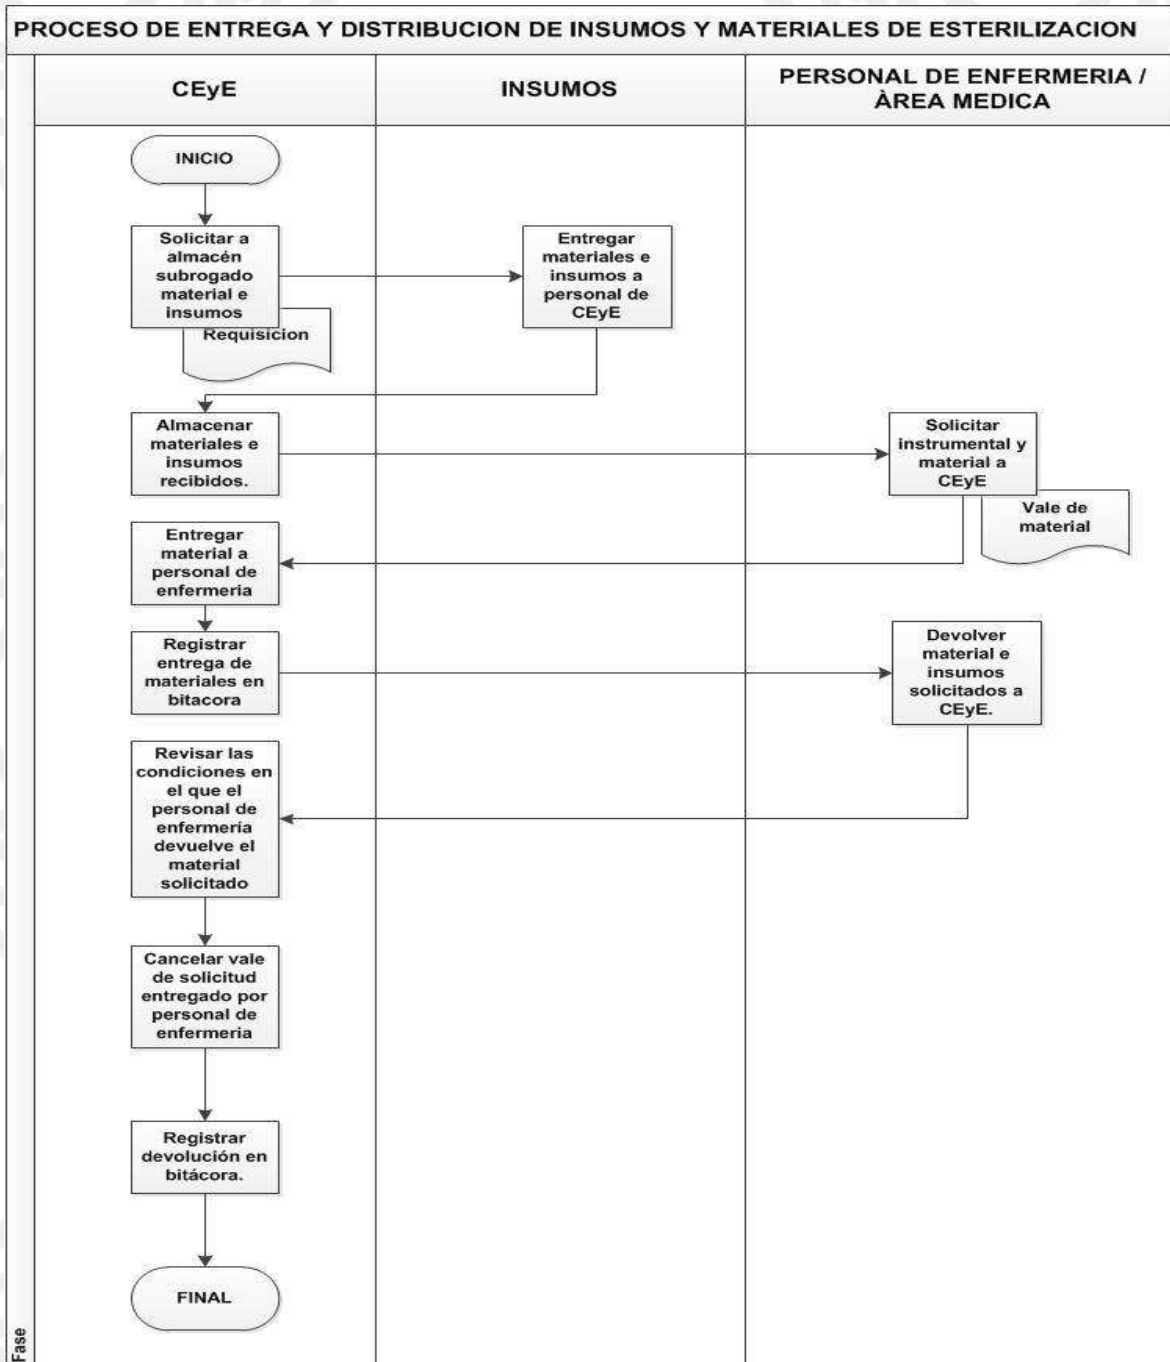 PROCESO DE ENTREGA Y DISTRIBUCION DE INSUMOS Y MATERIALES DE ESTERILIZACION
CEyE
INSUMOS
PERSONAL DE ENFERMERIA /
ÀREA MEDICA
INICIO
Solicitar a
almacén
subrogado
material e
insumos
Requisicion
Entregar
materiales e
insumos a
personal de
CEyE
Almacenar
materiales e
insumos
recibidos.
Solicitar
instrumental y
material a
CEyE
Vale de
material
Entregar
material a
personal de
enfermeria
Registrar
entrega de
materiales en
bitacora
Devolver
material e
insumos
solicitados a
CEyE.
Revisar las
condiciones en
el que el
personal de
enfermería
devuelve el
material
solicitado
Cancelar vale
de solicitud
entregado por
personal de
enfermeria
Registrar
devolución en
bitácora.
FINAL
Fase